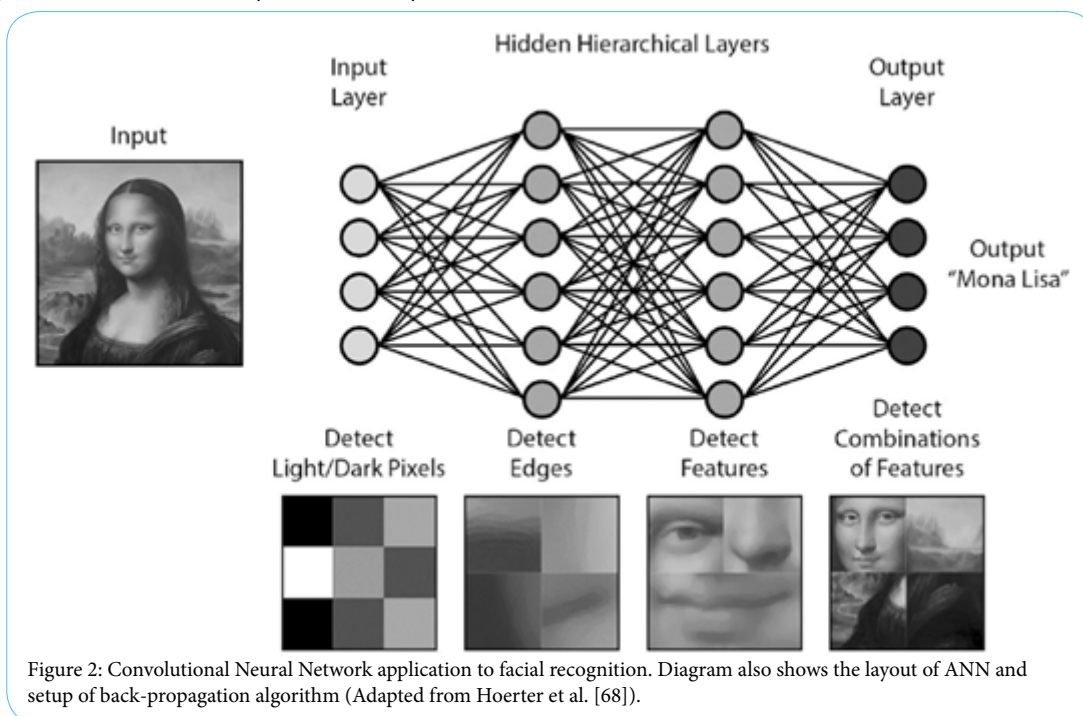 Hidden Hierarchical Layers
Input
Layer
Output
Layer
Input
Output
“Mona Lisa”
Detect
Light/Dark Pixels
Detect
Edges
Detect
Features
Detect
Combinations
of Features
Figure 2: Convolutional Neural Network application to facial recognition. Diagram also shows the layout of ANN and
setup of back-propagation algorithm (Adapted from Hoerter et al. [68]).